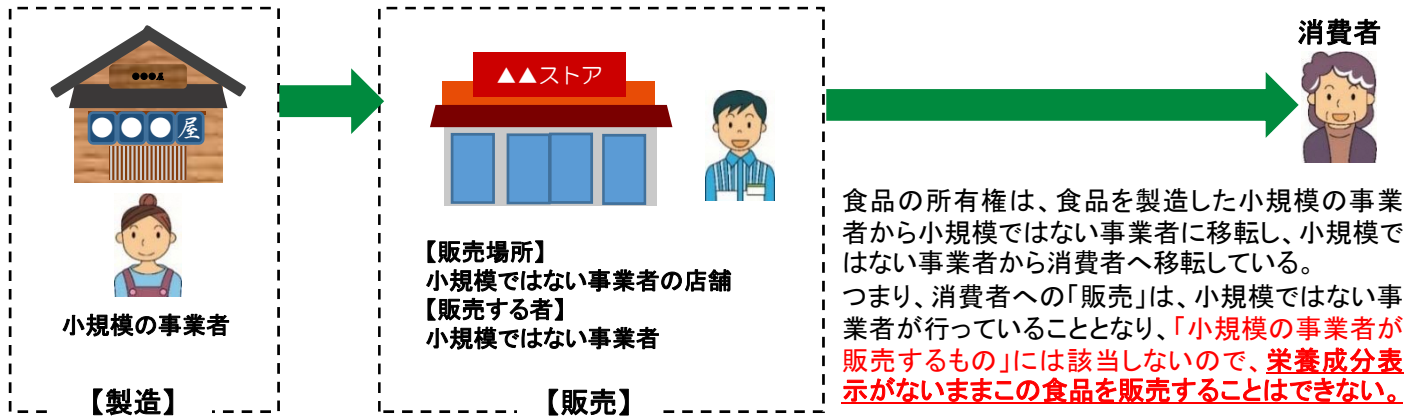 消費者
●●●屋
●●●屋
▲▲ストア
食品の所有権は、食品を製造した小規模の事業
者から小規模ではない事業者に移転し、小規模で
はない事業者から消費者へ移転している。
つまり、消費者への「販売」は、小規模ではない事
業者が行っていることとなり、「小規模の事業者が
販売するもの」には該当しないので、栄養成分表
示がないままこの食品を販売することはできない。
【販売場所】
小規模ではない事業者の店舗
【販売する者】
小規模ではない事業者
小規模の事業者
【製造】
【販売】